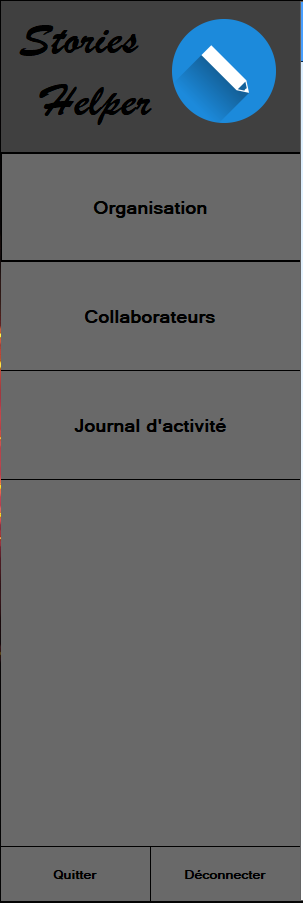 Stories
Helper
Organisation
Collaborateurs
Journal d'activité
Quitter
Déconnecter